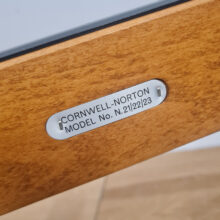 CORNWELL-NORTON
MODEL No. N.21/22/23